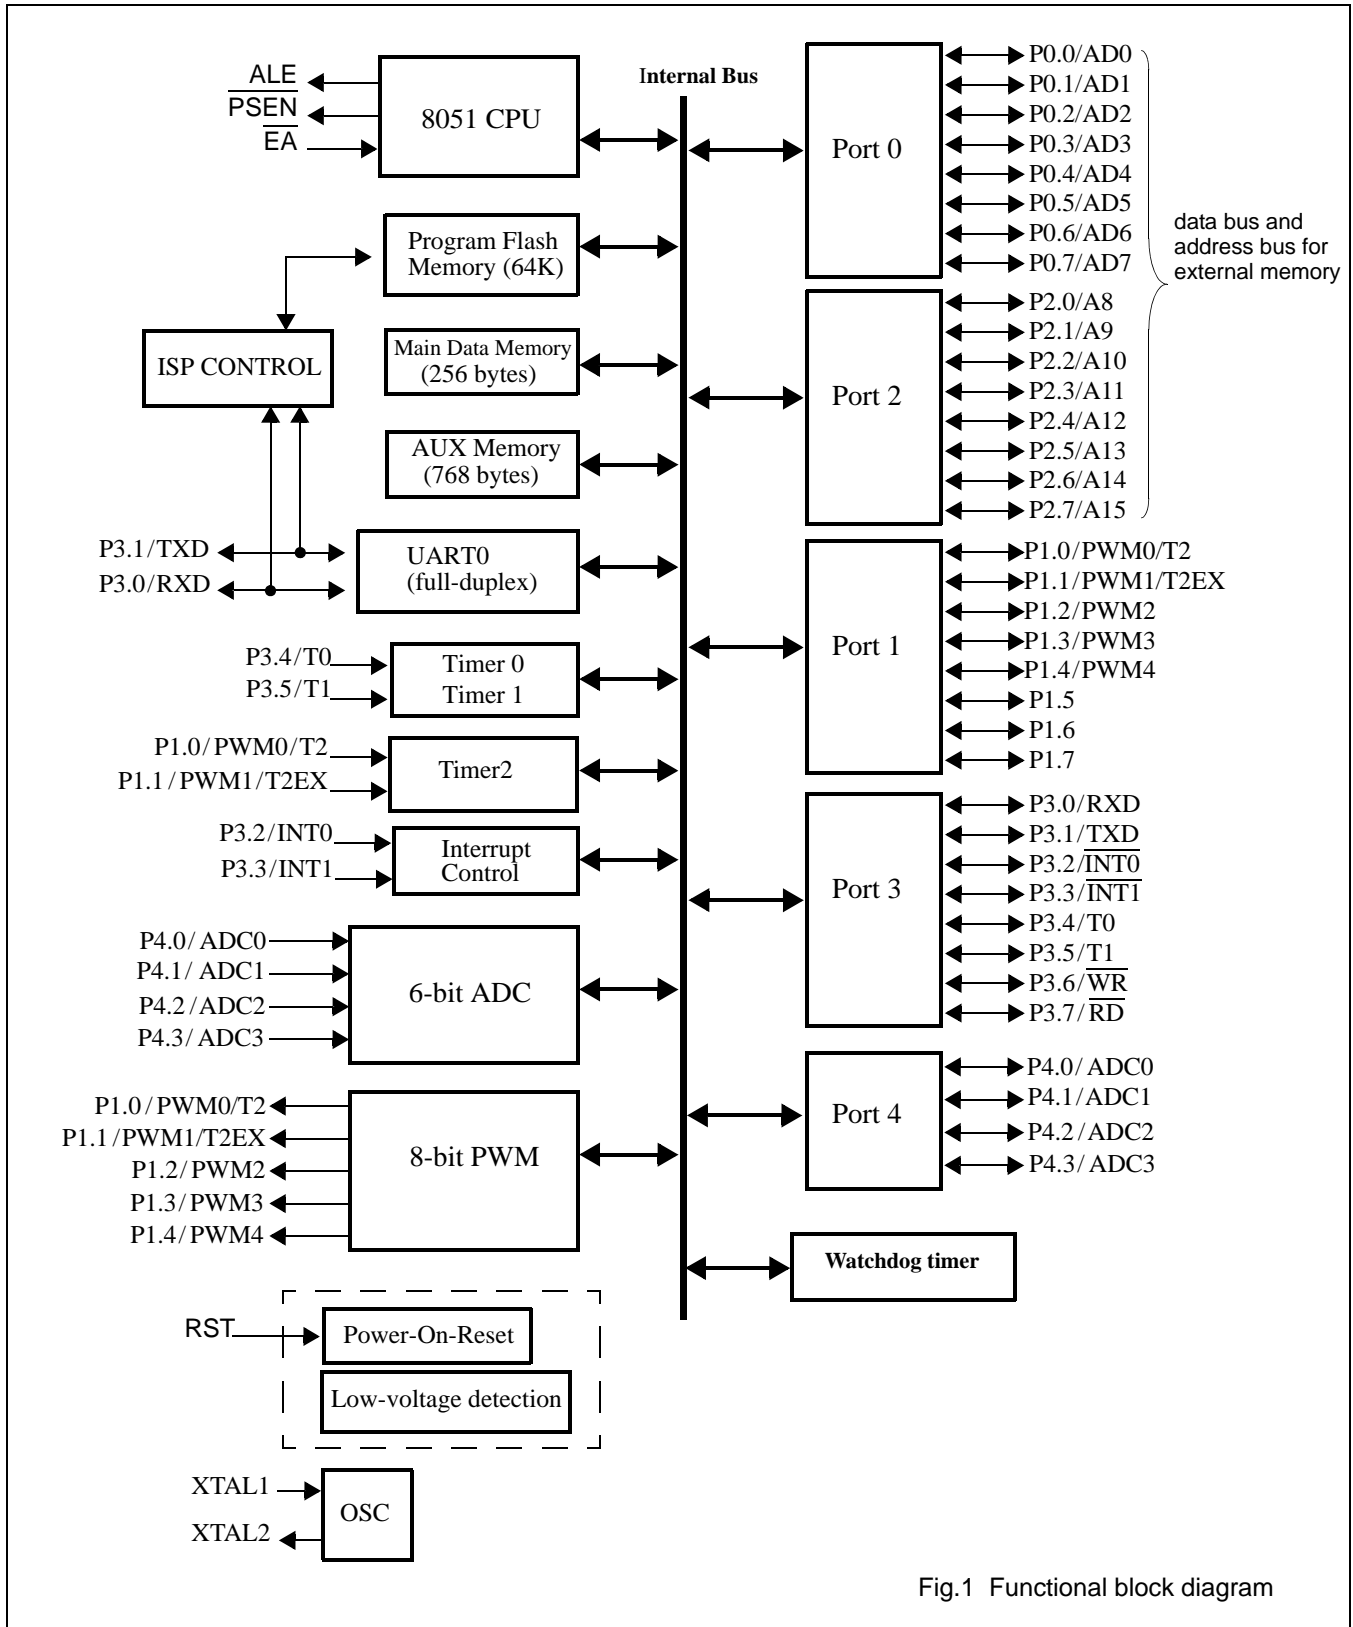 ALE
PSEN
EA
8051 CPU
Internal Bus
Program Flash
Memory (64K)
ISP CONTROL
Main Data Memory
(256 bytes)
AUX Memory
(768 bytes)
P3.1/TXD
P3.0/RXD
UART0
(full-duplex)
P3.4/T0
P3.5/T1
Timer 0
Timer 1
P1.0/PWM0/T2
P1.1/PWM1/T2EX
Timer2
P3.2/INT0
P3.3/INT1
Interrupt
Control
P4.0/ADC0
P4.1/ADC1
P4.2/ADC2
P4.3/ADC3
6-bit ADC
P1.0/PWM0/T2
P1.1/PWM1/T2EX
P1.2/PWM2
P1.3/PWM3
P1.4/PWM4
8-bit PWM
RST
Power-On-Reset
Low-voltage detection
XTAL1
XTAL2
OSC
Port 0
P0.0/AD0
P0.1/AD1
P0.2/AD2
P0.3/AD3
P0.4/AD4
P0.5/AD5
P0.6/AD6
P0.7/AD7
data bus and
address bus for
external memory
Port 2
P2.0/A8
P2.1/A9
P2.2/A10
P2.3/A11
P2.4/A12
P2.5/A13
P2.6/A14
P2.7/A15
Port 1
P1.0/PWM0/T2
P1.1/PWM1/T2EX
P1.2/PWM2
P1.3/PWM3
P1.4/PWM4
P1.5
P1.6
P1.7
Port 3
P3.0/RXD
P3.1/TXD
P3.2/INT0
P3.3/INT1
P3.4/T0
P3.5/T1
P3.6/WR
P3.7/RD
Port 4
P4.0/ADC0
P4.1/ADC1
P4.2/ADC2
P4.3/ADC3
Watchdog timer
Fig.1 Functional block diagram